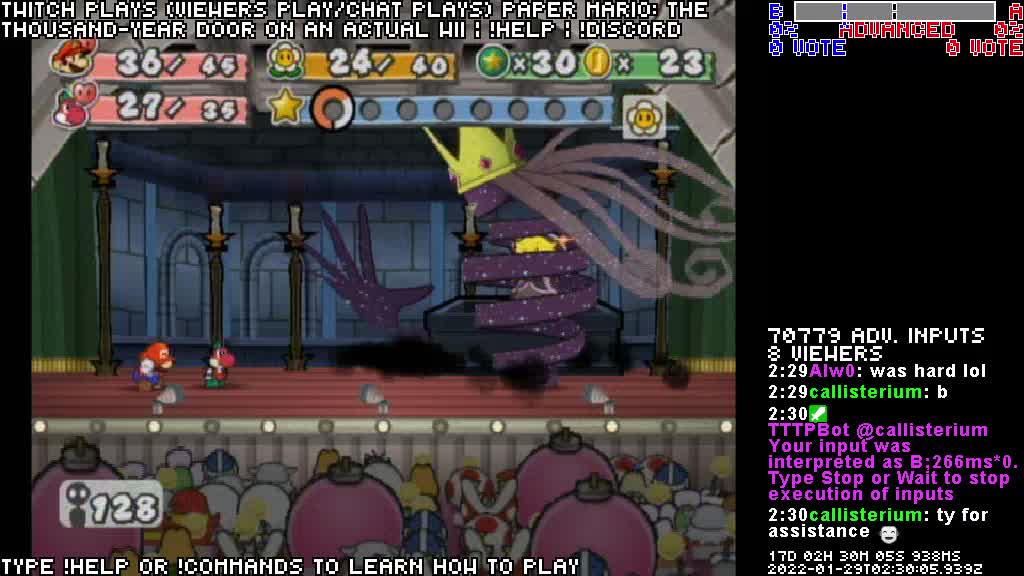 TWITCH PLAYS (VIEWERS PLAY/CHAT PLAYS) PAPER MARIO: THE
THOUSAND-YEAR DOOR ON AN ACTUAL WII | !HELP | !DISCORD
B A
0% ADVANCED 0%
0 VOTE 0 VOTE
36/ 45 24/ 40 ×30 × 23
27/ 35
70779 ADV. INPUTS
8 VIEWERS
2:29Alw0: was hard lol
2:29callisterium: b
2:30
TTTPBot @callisterium
Your input was
interpreted as B;266ms*0.
Type Stop or Wait to stop
execution of inputs
2:30callisterium: ty for
assistance
128
17D 02H 30M 05S 938MS
2022-01-29T02:30:05.939Z
TYPE !HELP OR !COMMANDS TO LEARN HOW TO PLAY